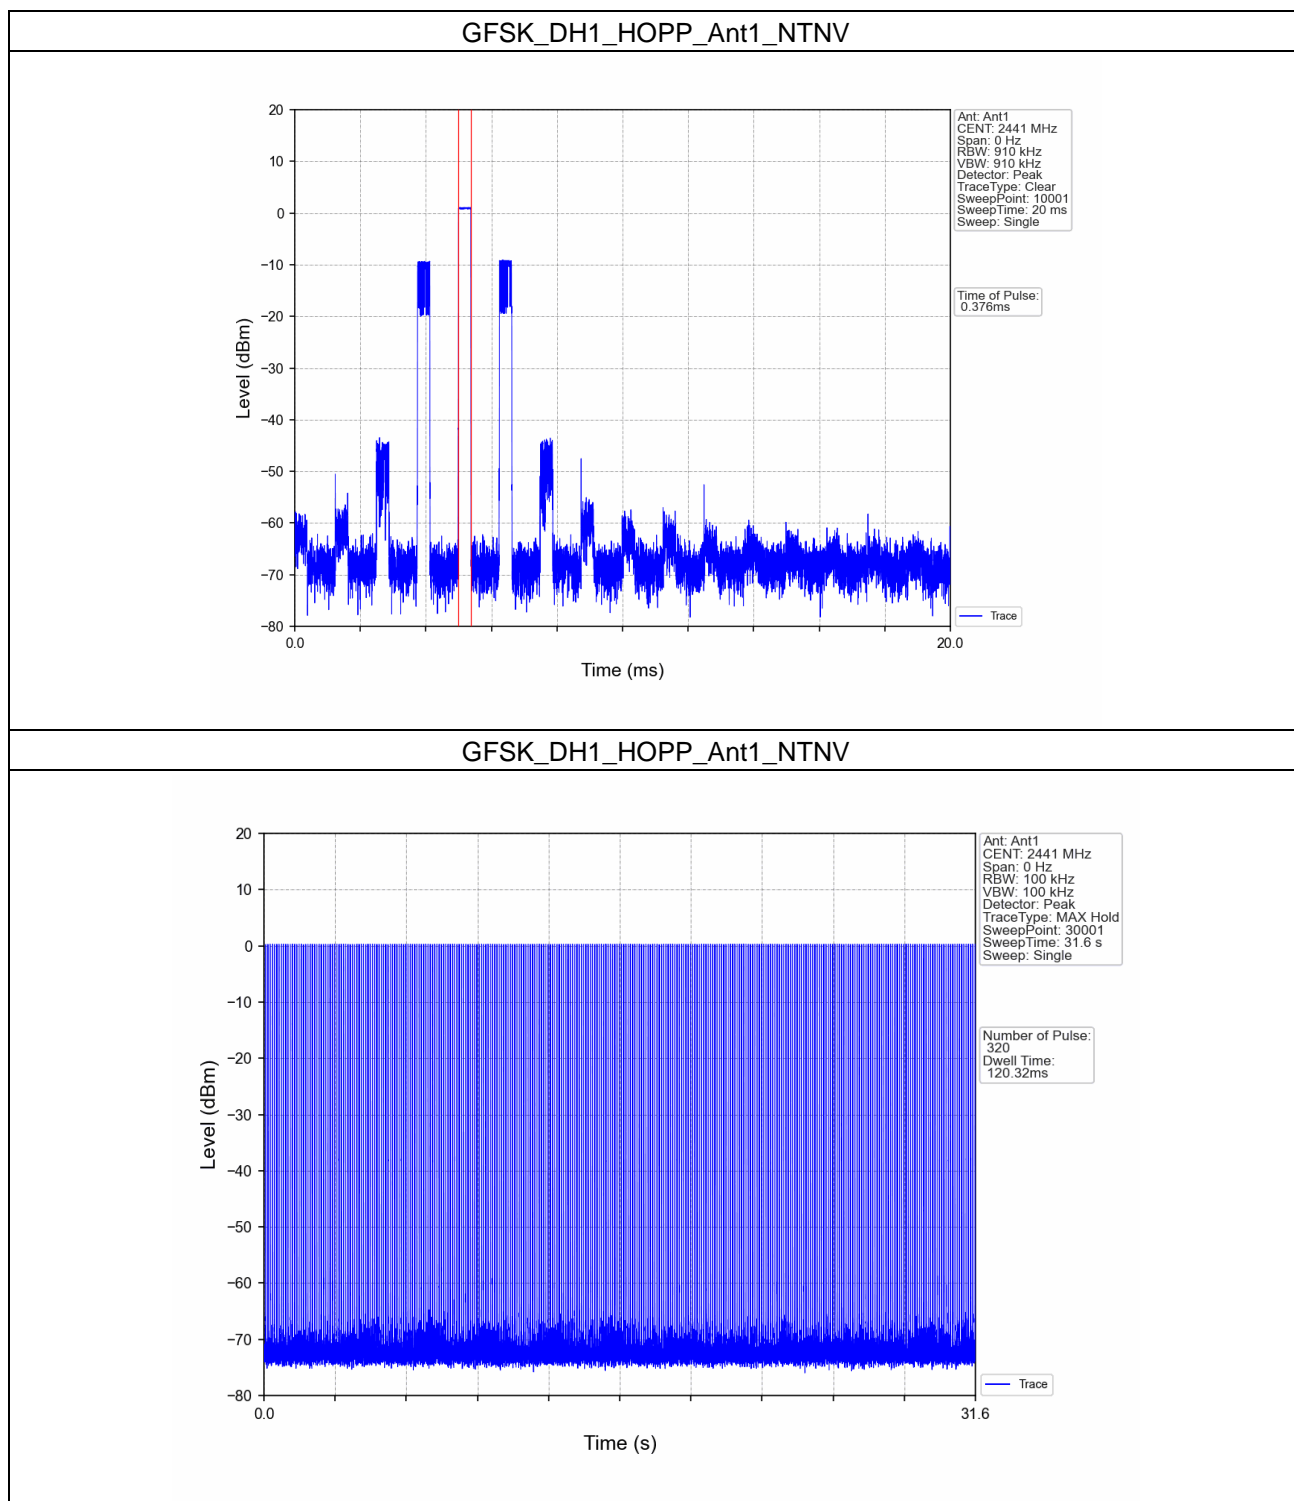 GFSK_DH1_HOPP_Ant1_NTNV
20
10
0
−10
−20
−30
−40
−50
−60
−70
−80
Level (dBm)
0.0
20.0
Time (ms)
Ant: Ant1
CENT: 2441 MHz
Span: 0 Hz
RBW: 910 kHz
VBW: 910 kHz
Detector: Peak
TraceType: Clear
SweepPoint: 10001
SweepTime: 20 ms
Sweep: Single
Time of Pulse:
0.376ms
Trace
GFSK_DH1_HOPP_Ant1_NTNV
20
10
0
−10
−20
−30
−40
−50
−60
−70
−80
Level (dBm)
0.0
31.6
Time (s)
Ant: Ant1
CENT: 2441 MHz
Span: 0 Hz
RBW: 100 kHz
VBW: 100 kHz
Detector: Peak
TraceType: MAX Hold
SweepPoint: 30001
SweepTime: 31.6 s
Sweep: Single
Number of Pulse:
320
Dwell Time:
120.32ms
Trace